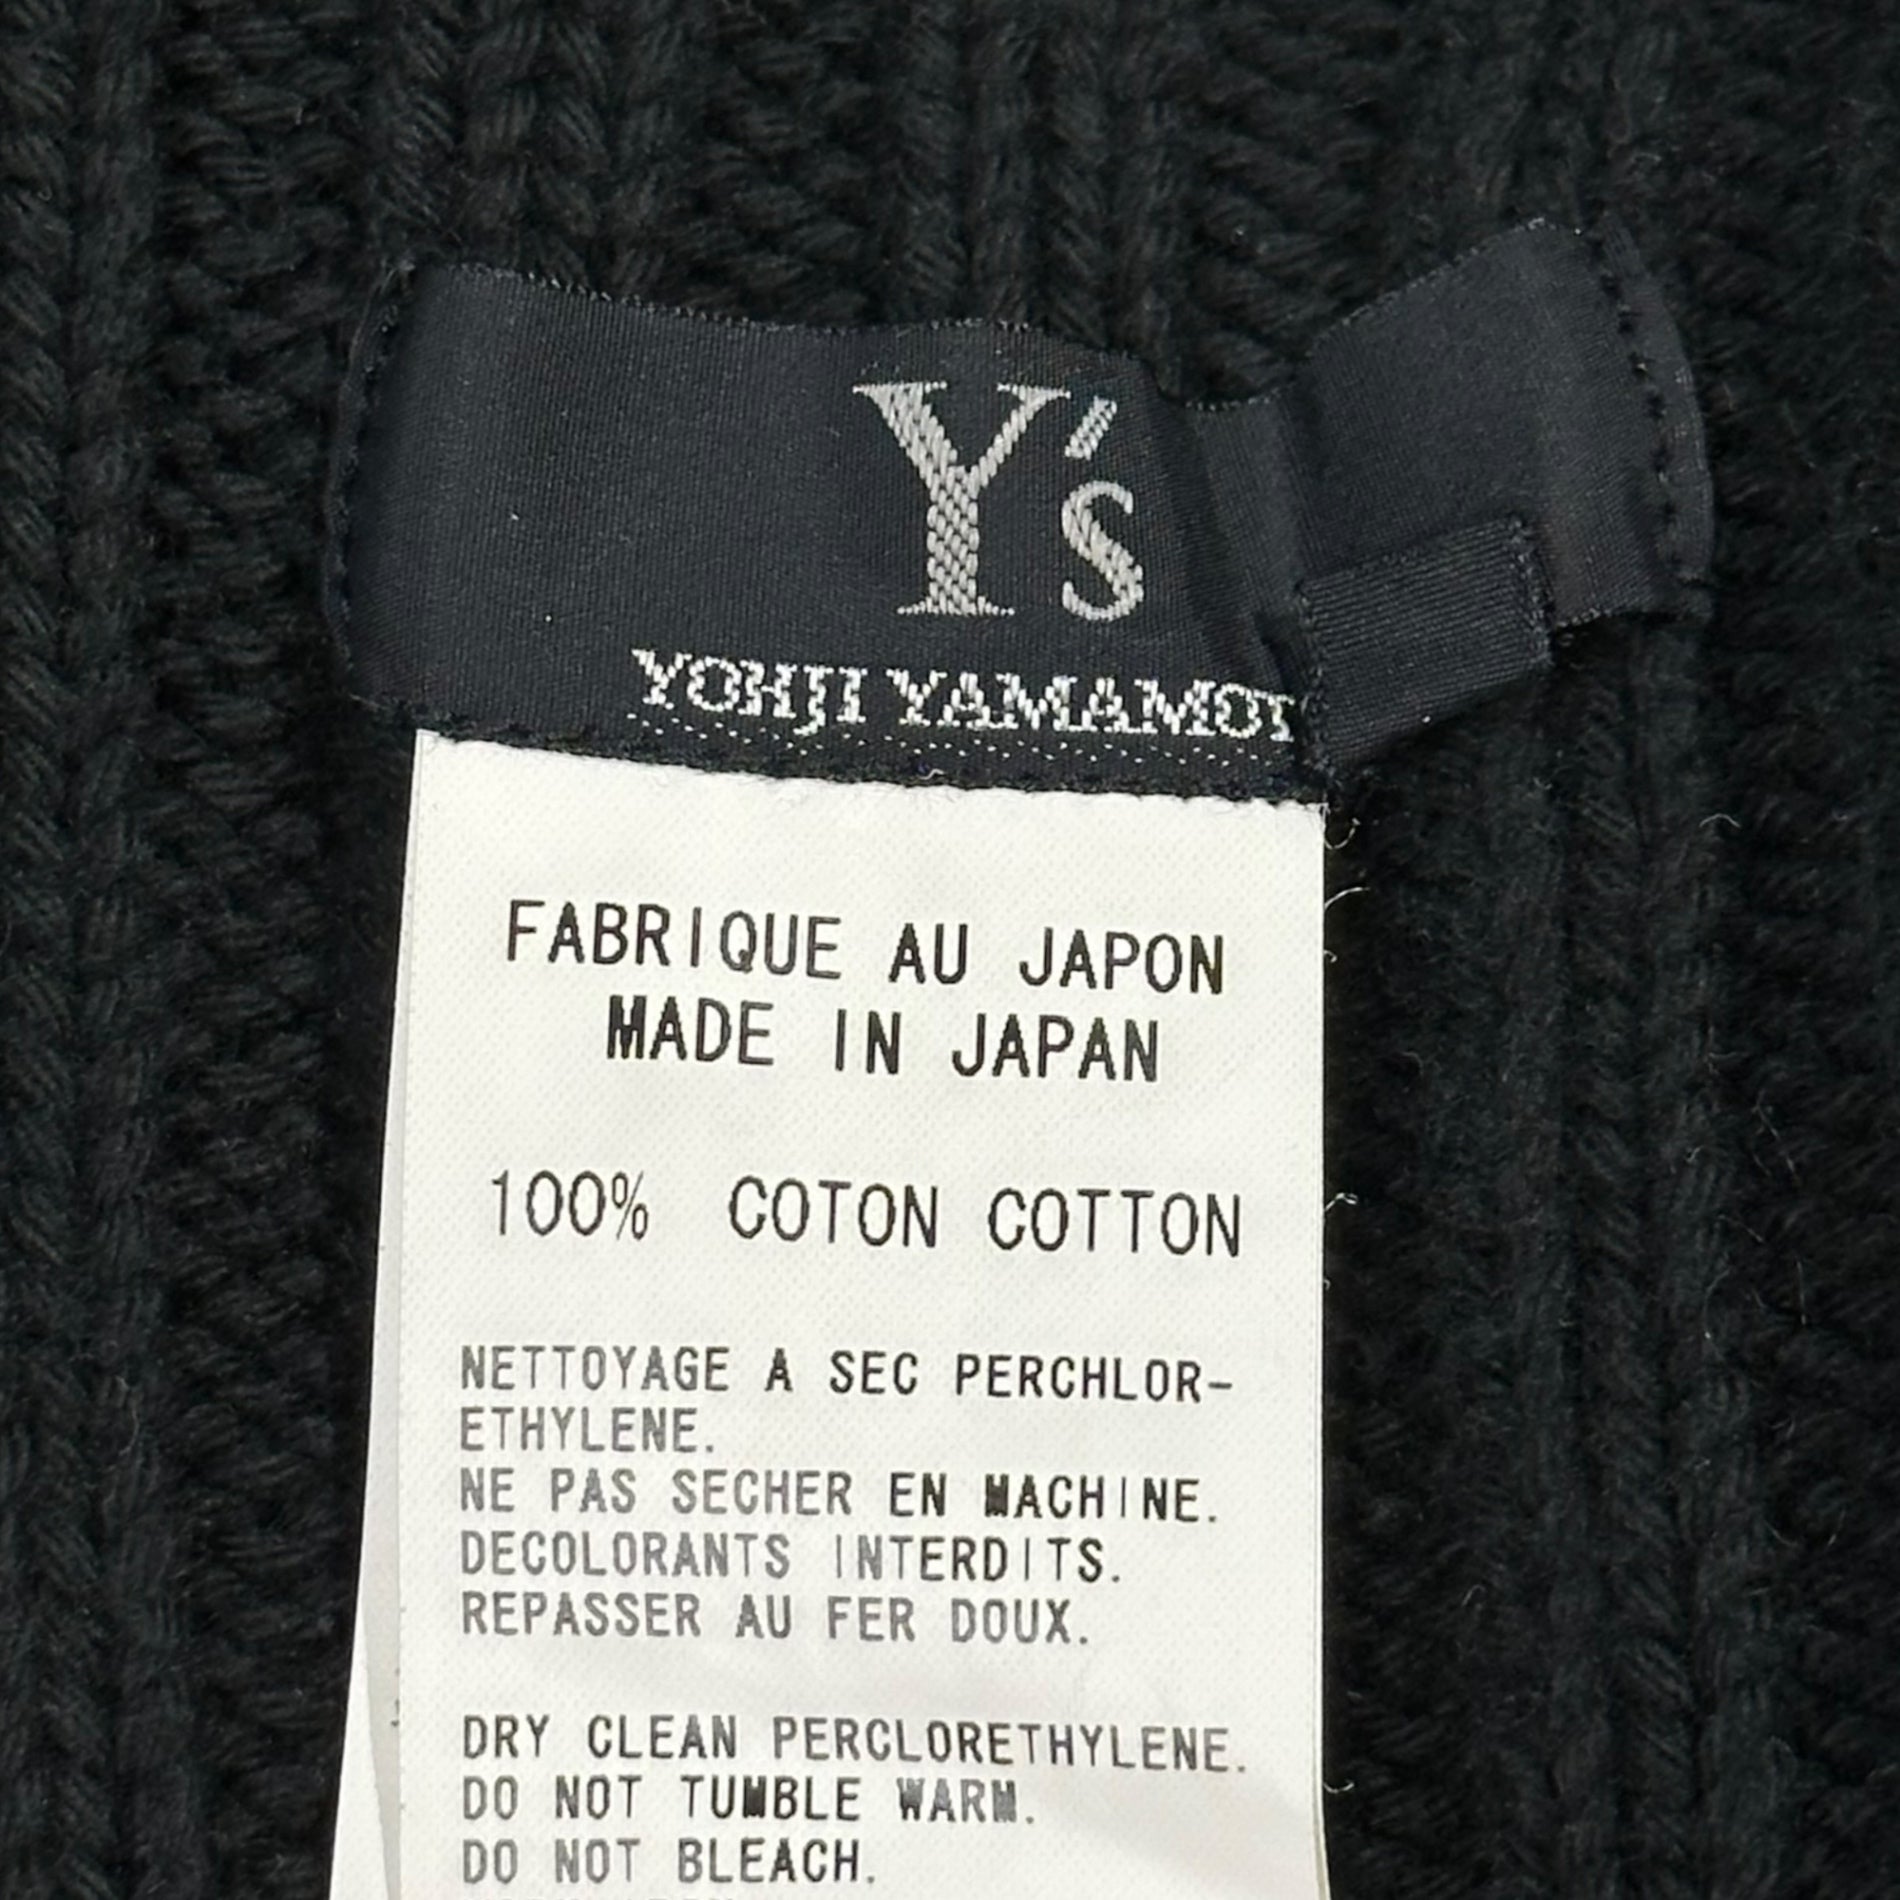 Y's
YOHJI YAMAMOT
FABRIQUE AU JAPON
MADE IN JAPAN
100% COTON COTTON
NETTOYAGE A SEC PERCHLOR-
ETHYLENE.
NE PAS SECHER EN MACHINE.
DECOLORANTS INTERDITS.
REPASSER AU FER DOUX.
DRY CLEAN PERCLORETHYLENE.
DO NOT TUMBLE WARM.
DO NOT BLEACH.